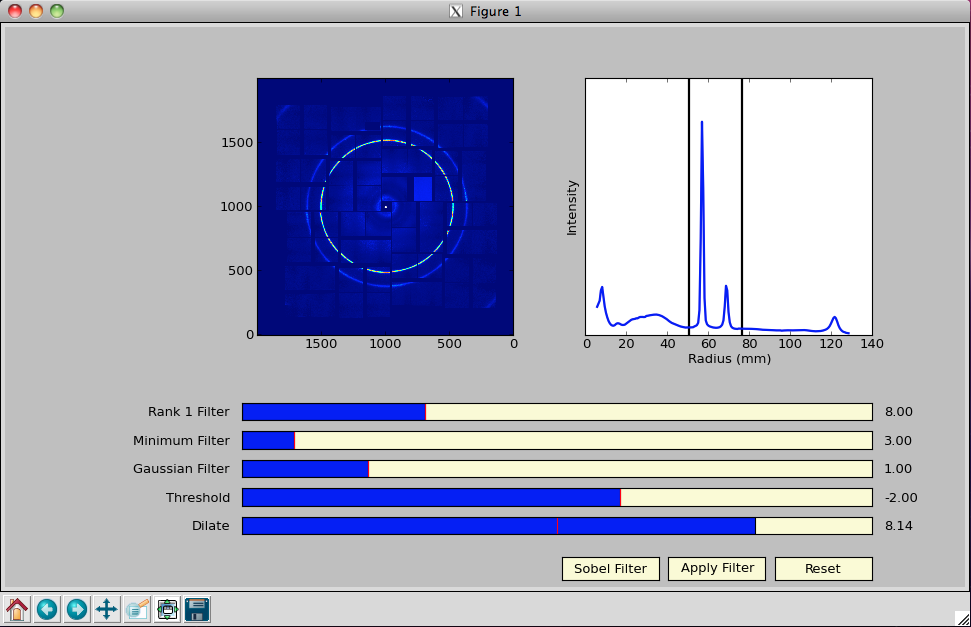 X Figure 1
1500
1000
500
0
1500 1000 500 0
Intensity
0 20 40 60 80 100 120 140
Radius (mm)
Rank 1 Filter 8.00
Minimum Filter 3.00
Gaussian Filter 1.00
Threshold -2.00
Dilate 8.14
Sobel Filter Apply Filter Reset